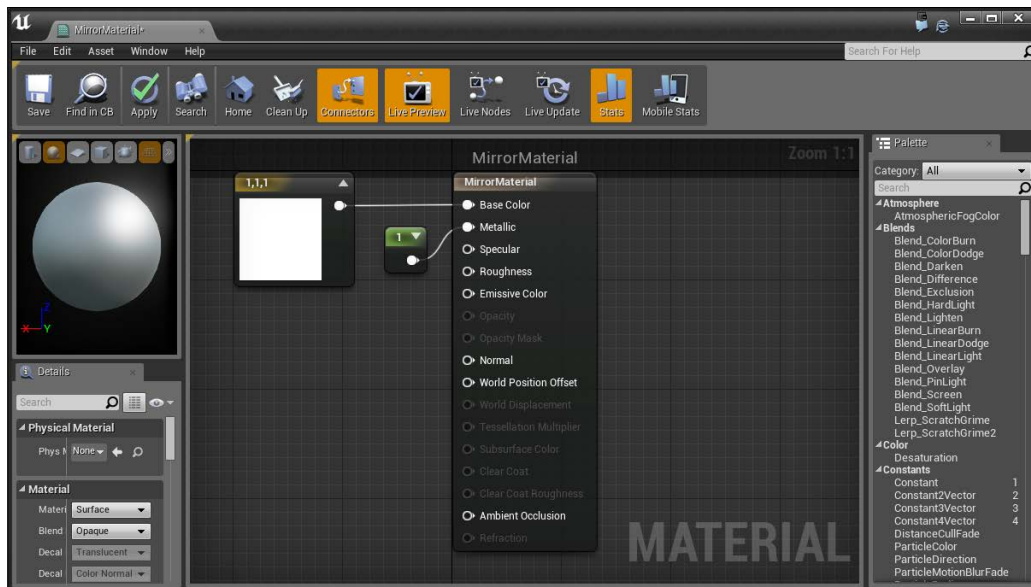 MirrorMaterial*
File Edit Asset Window Help
Search For Help
Save Find in CB Apply Search Home Clean Up Connectors Live Preview Live Nodes Live Update Stats Mobile Stats
MirrorMaterial
Zoom 1:1
1,1,1
1
MirrorMaterial
Base Color
Metallic
Specular
Roughness
Emissive Color
Opacity
Opacity Mask
Normal
World Position Offset
World Displacement
Tessellation Multiplier
Subsurface Color
Clear Coat
Clear Coat Roughness
Ambient Occlusion
Refraction
MATERIAL
Z
X Y
Details
Search
Physical Material
Phys None
Material
Materi Surface
Blend Opaque
Decal Translucent
Decal Color Normal
Palette
Category: All
Search
Atmosphere
AtmosphericFogColor
Blends
Blend_ColorBurn
Blend_ColorDodge
Blend_Darken
Blend_Difference
Blend_Exclusion
Blend_HardLight
Blend_Lighten
Blend_LinearBurn
Blend_LinearDodge
Blend_LinearLight
Blend_Overlay
Blend_PinLight
Blend_Screen
Blend_SoftLight
Lerp_ScratchGrime
Lerp_ScratchGrime2
Color
Desaturation
Constants
Constant 1
Constant2Vector 2
Constant3Vector 3
Constant4Vector 4
DistanceCullFade
ParticleColor
ParticleDirection
ParticleMotionBlurFade